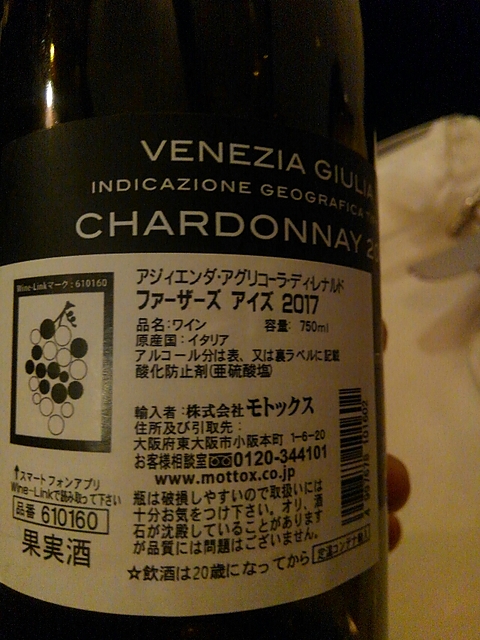 VENEZIA GIULIA
INDICAZIONE GEOGRAFICA
CHARDONNAY 2
Wine-Linkマーク:610160
アジィエンダ・アグリコーラ・ディ・レナルド
ファーザーズ アイズ 2017
品名:ワイン 容量: 750ml
原産国:イタリア
アルコール分は表、又は裏ラベルに記載
酸化防止剤(亜硫酸塩)
輸入者:株式会社モトックス
住所及び引取先:
大阪府東大阪市小阪本町 1-6-20
お客様相談室 0120-344101
www.mottox.co.jp
瓶は破損しやすいので取扱いには
十分お気をつけ下さい。オリ、酒
石が沈殿していることがあります
が品質には問題はございません。
↑スマートフォンアプリ
Wine-Linkで読み取って下さい
品番 610160
果実酒
定温コンテナ輸入
☆飲酒は20歳になってから